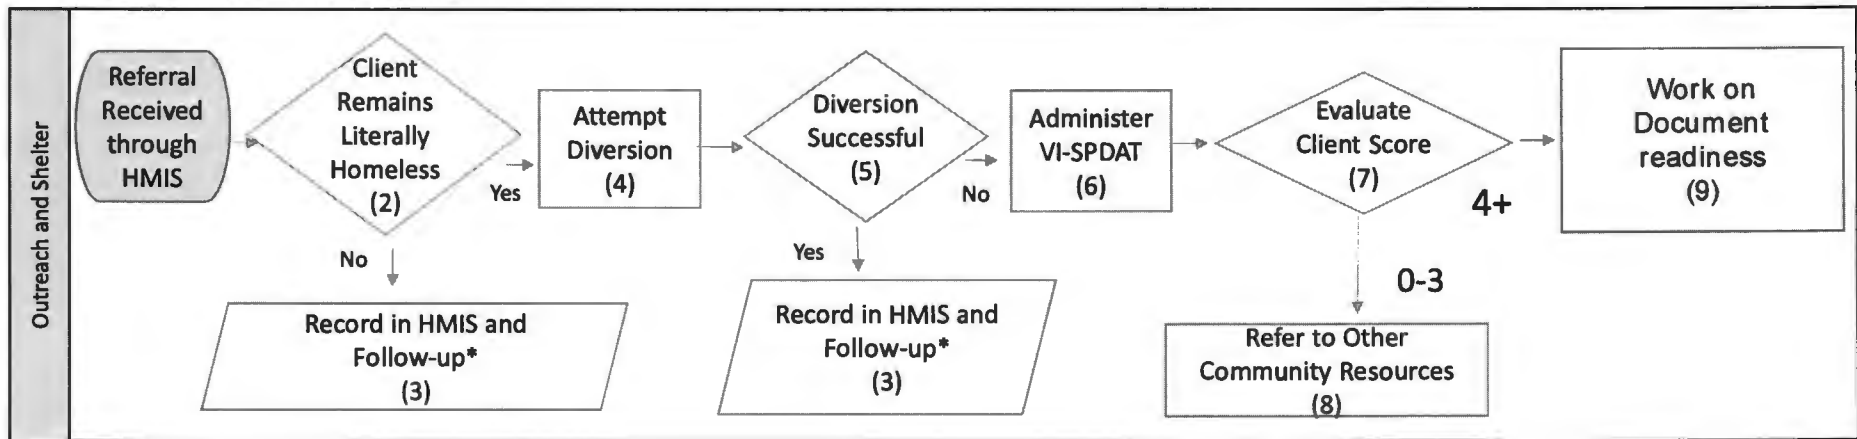 Outreach and Shelter
Referral
Received
through
HMIS
Client
Remains
Literally
Homeless
(2)
Yes
No
Record in HMIS and
Follow-up*
(3)
Attempt
Diversion
(4)
Diversion
Successful
(5)
No
Yes
Record in HMIS and
Follow-up*
(3)
Administer
VI-SPDAT
(6)
Evaluate
Client Score
(7)
4+
0-3
Refer to Other
Community Resources
(8)
Work on
Document
readiness
(9)